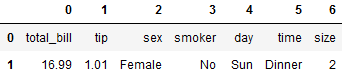 0 1 2 3 4 5 6
0 total_bill tip sex smoker day time size
1 16.99 1.01 Female No Sun Dinner 2